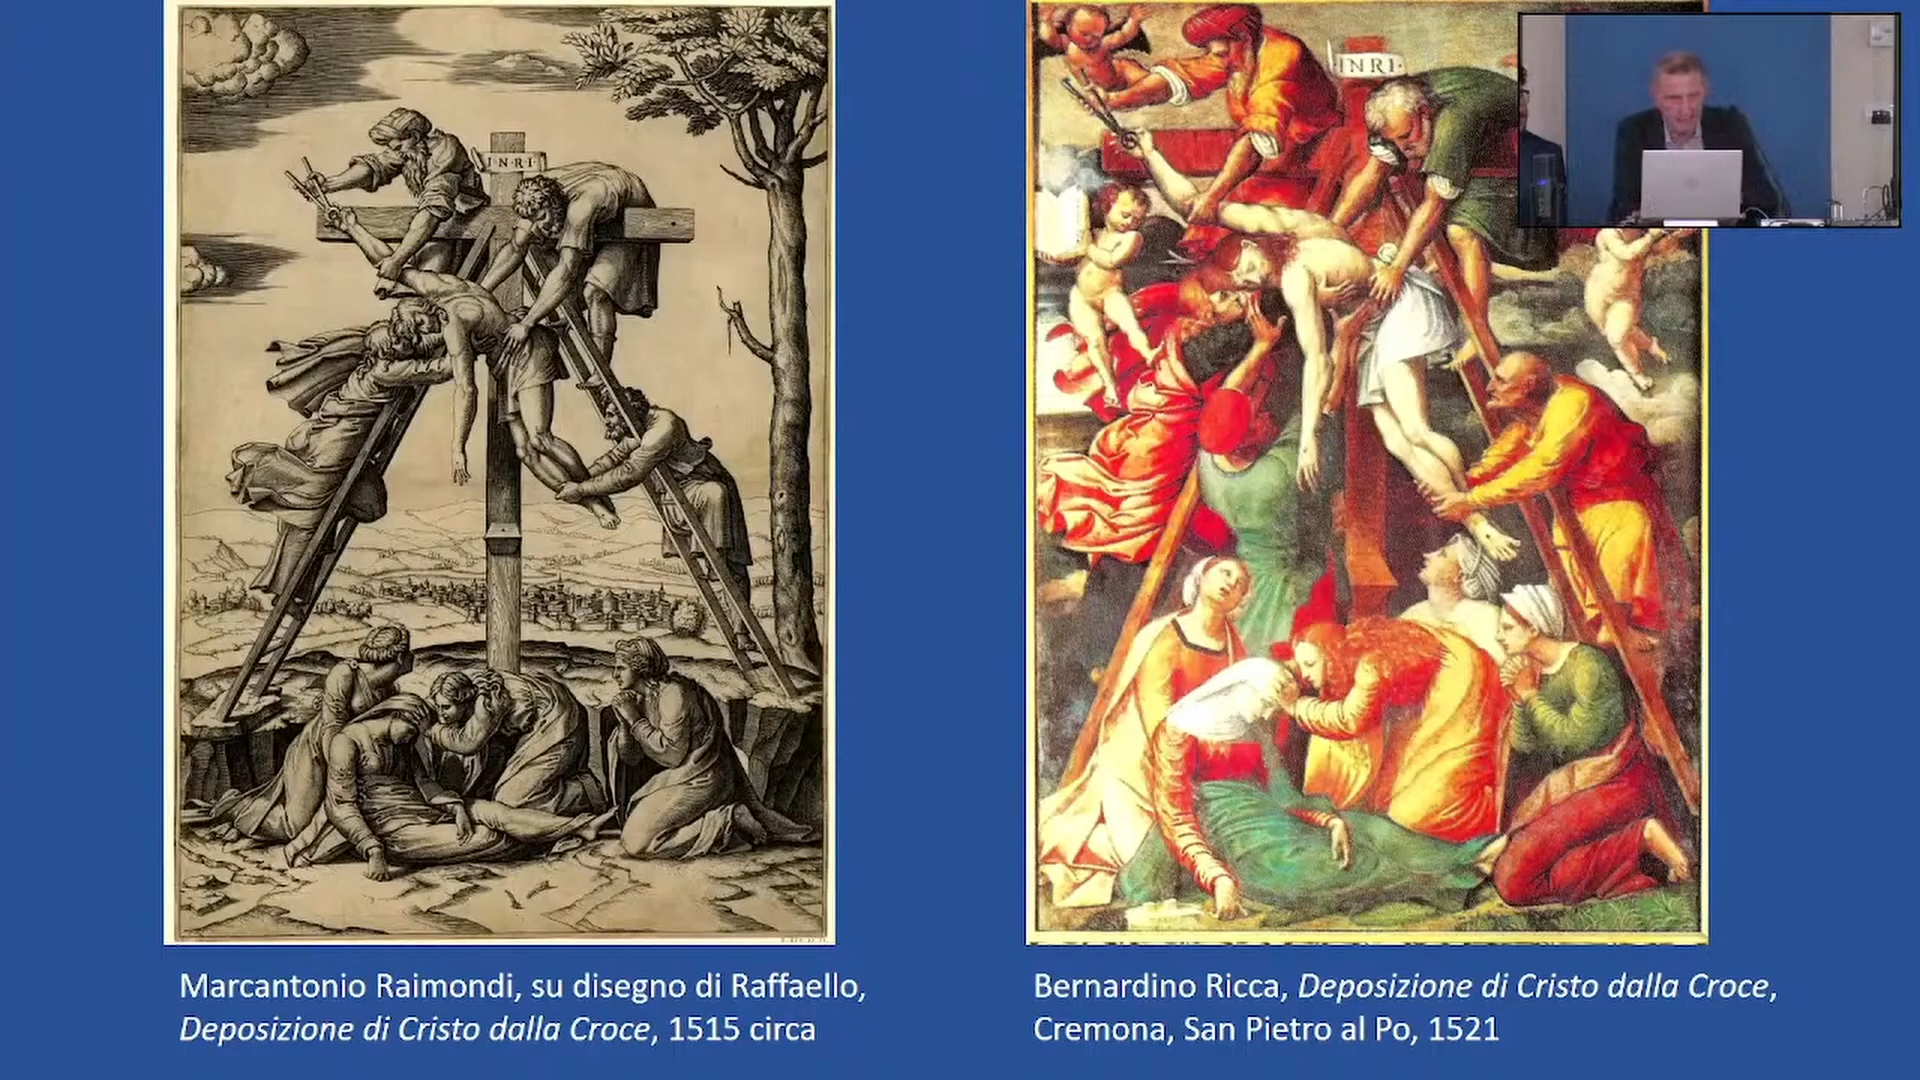 I·N·RI
·INRI·
Marcantonio Raimondi, su disegno di Raffaello,
Deposizione di Cristo dalla Croce, 1515 circa
Bernardino Ricca, Deposizione di Cristo dalla Croce,
Cremona, San Pietro al Po, 1521